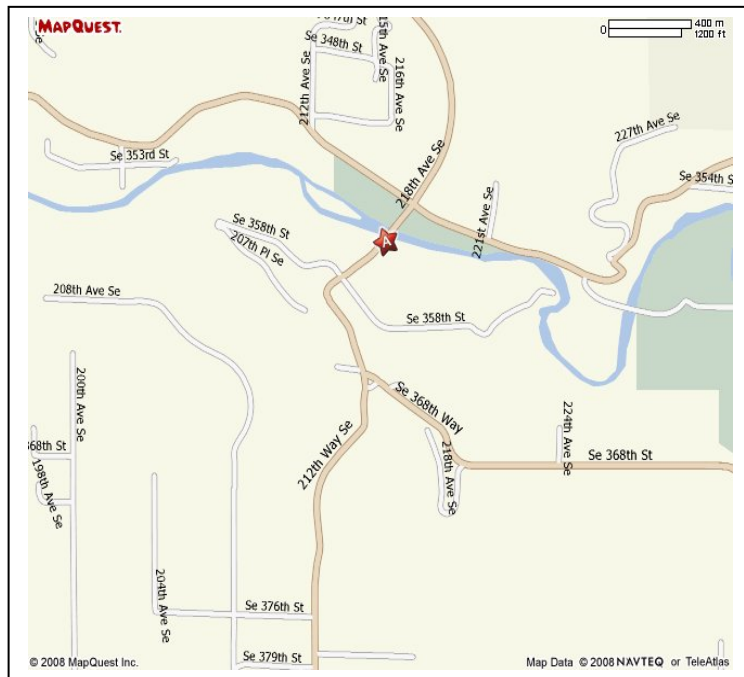 MAPQUEST.
400 m
0
1200 ft
Se 348th St
212th Ave Se
216th Ave Se
218th Ave Se
227th Ave Se
Se 353rd St
Se 354th St
221st Ave Se
Se 358th St
A
207th Pl Se
208th Ave Se
Se 358th St
200th Ave Se
Se 368th Way
224th Ave Se
212th Way Se
218th Ave Se
Se 368th St
368th St
198th Ave Se
204th Ave Se
Se 376th St
Se 379th St
© 2008 MapQuest Inc.
Map Data © 2008 NAVTEQ or TeleAtlas